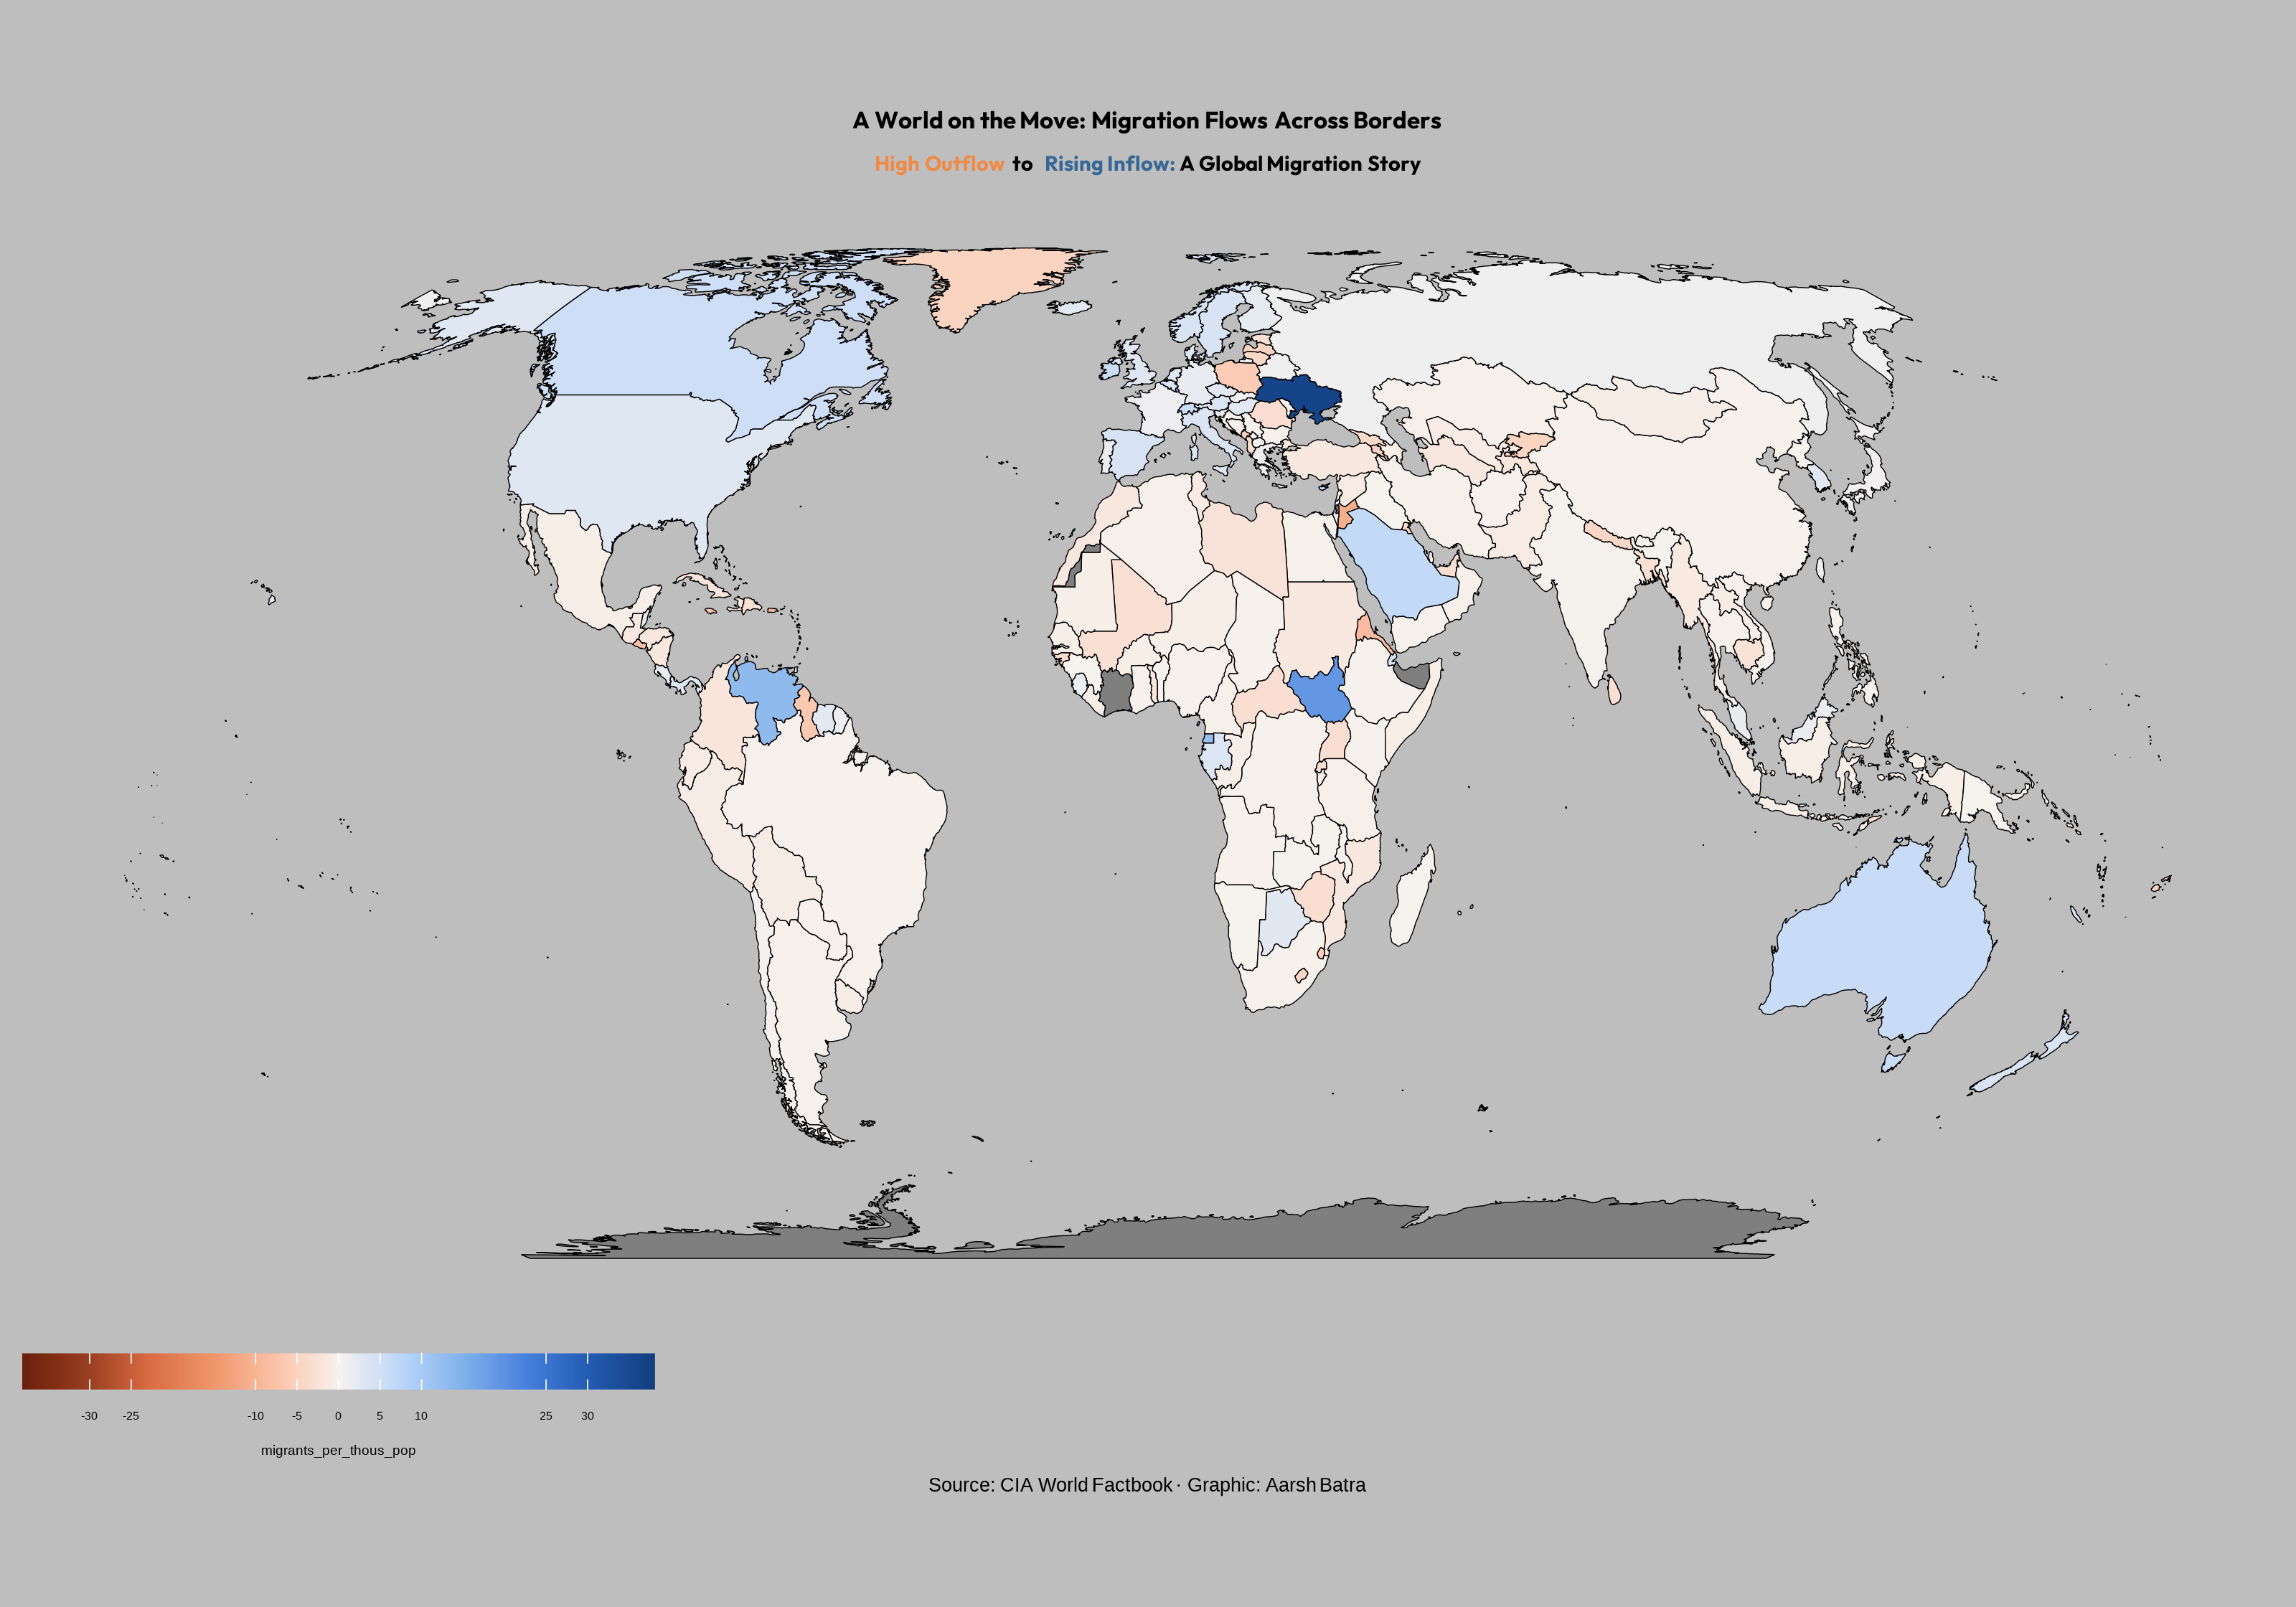 A World on the Move: Migration Flows Across Borders
High Outflow to Rising Inflow: A Global Migration Story
-30 -25 -10 -5 0 5 10 25 30
migrants_per_thous_pop
Source: CIA World Factbook · Graphic: Aarsh Batra